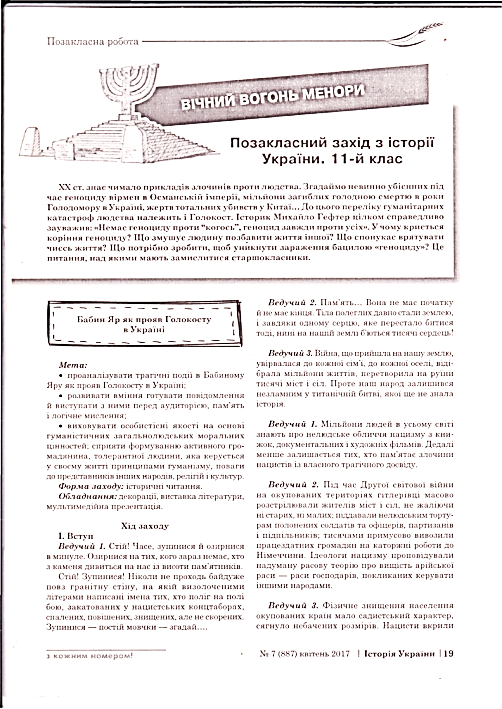 Позакласна робота
ВІЧНИЙ ВОГОНЬ МЕНОРИ
Позакласний захід з історії
України. 11-й клас
ХХ ст. знає чимало прикладів злочинів проти людства. Згадаймо невинно убієнних під
час геноциду вірмен в Османській імперії, мільйони загиблих голодною смертю в роки
Голодомору в Україні, жертв тотальних убивств у Китаї… До цього переліку гуманітарних
катастроф людства належить і Голокост. Історик Михайло Гефтер цілком справедливо
зауважив: «Немає геноциду проти “когось”, геноцид завжди проти усіх». У чому криється
коріння геноциду? Що змушує людину позбавити життя іншої? Що спонукає врятувати
чиєсь життя? Що потрібно зробити, щоб уникнути зараження бацилою «геноциду»? Це
питання, над якими мають замислитися старшокласники.
Бабин Яр як прояв Голокосту
в Україні
Мета:
• проаналізувати трагічні події в Бабиному
Яру як прояв Голокосту в Україні;
• розвивати вміння готувати повідомлення
й виступати з ними перед аудиторією, пам’ять
і логічне мислення;
• виховувати особистісні якості на основі
гуманістичних загальнолюдських моральних
цінностей; сприяти формуванню активного гро-
мадянина, толерантної людини, яка керується
у своєму житті принципами гуманізму, поваги
до представників інших народів, релігій і культур.
Форма заходу: історичні читання.
Обладнання: декорації, виставка літератури,
мультимедійна презентація.
Хід заходу
І. Вступ
Ведучий 1. Стій! Часе, зупинися й озирнися
в минуле. Озирнися на тих, кого зараз немає, хто
з каменя дивиться на нас із висоти пам’ятників.
Стій! Зупинися! Ніколи не проходь байдуже
повз гранітну стіну, на якій визолоченими
літерами написані імена тих, хто поліг на полі
бою, закатованих у нацистських концтаборах,
спалених, повішених, знищених, але не скорених.
Зупинися — постій мовчки — згадай….
Ведучий 2. Пам’ять… Вона не має початку
й не має кінця. Тіла полеглих давно стали землею,
і завдяки одному серцю, яке перестало битися
тоді, нині на нашій землі б’ються тисячі сердець!
Ведучий 3. Війна, що прийшла на нашу землю,
увірвалася до кожної сім’ї, до кожної оселі, віді-
брала мільйони життів, перетворила на руїни
тисячі міст і сіл. Проте наш народ залишився
незламним у титанічній битві, якої ще не знала
історія.
Ведучий 1. Мільйони людей в усьому світі
знають про нелюдське обличчя нацизму з кни-
жок, документальних і художніх фільмів. Дедалі
менше залишається тих, хто пам’ятає злочини
нацистів із власного трагічного досвіду.
Ведучий 2. Під час Другої світової війни
на окупованих територіях гітлерівці масово
розстрілювали жителів міст і сіл, не жаліючи
ні старих, ні малих; піддавали нелюдським торту-
рам полонених солдатів та офіцерів, партизанів
і підпільників; тисячами примусово вивозили
працездатних громадян на каторжні роботи до
Німеччини. Ідеологи нацизму проповідували
надуману расову теорію про вищість арійської
раси — раси господарів, покликаних керувати
іншими народами.
Ведучий 3. Фізичне знищення населення
окупованих країн мало садистський характер,
сягнуло небачених розмірів. Нацисти вкрили
з кожним номером!
№ 7 (887) квітень 2017 | Історія України | 19